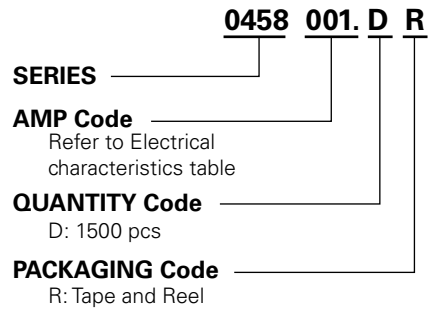 0458 001. D R
SERIES
AMP Code
Refer to Electrical
characteristics table
QUANTITY Code
D: 1500 pcs
PACKAGING Code
R: Tape and Reel